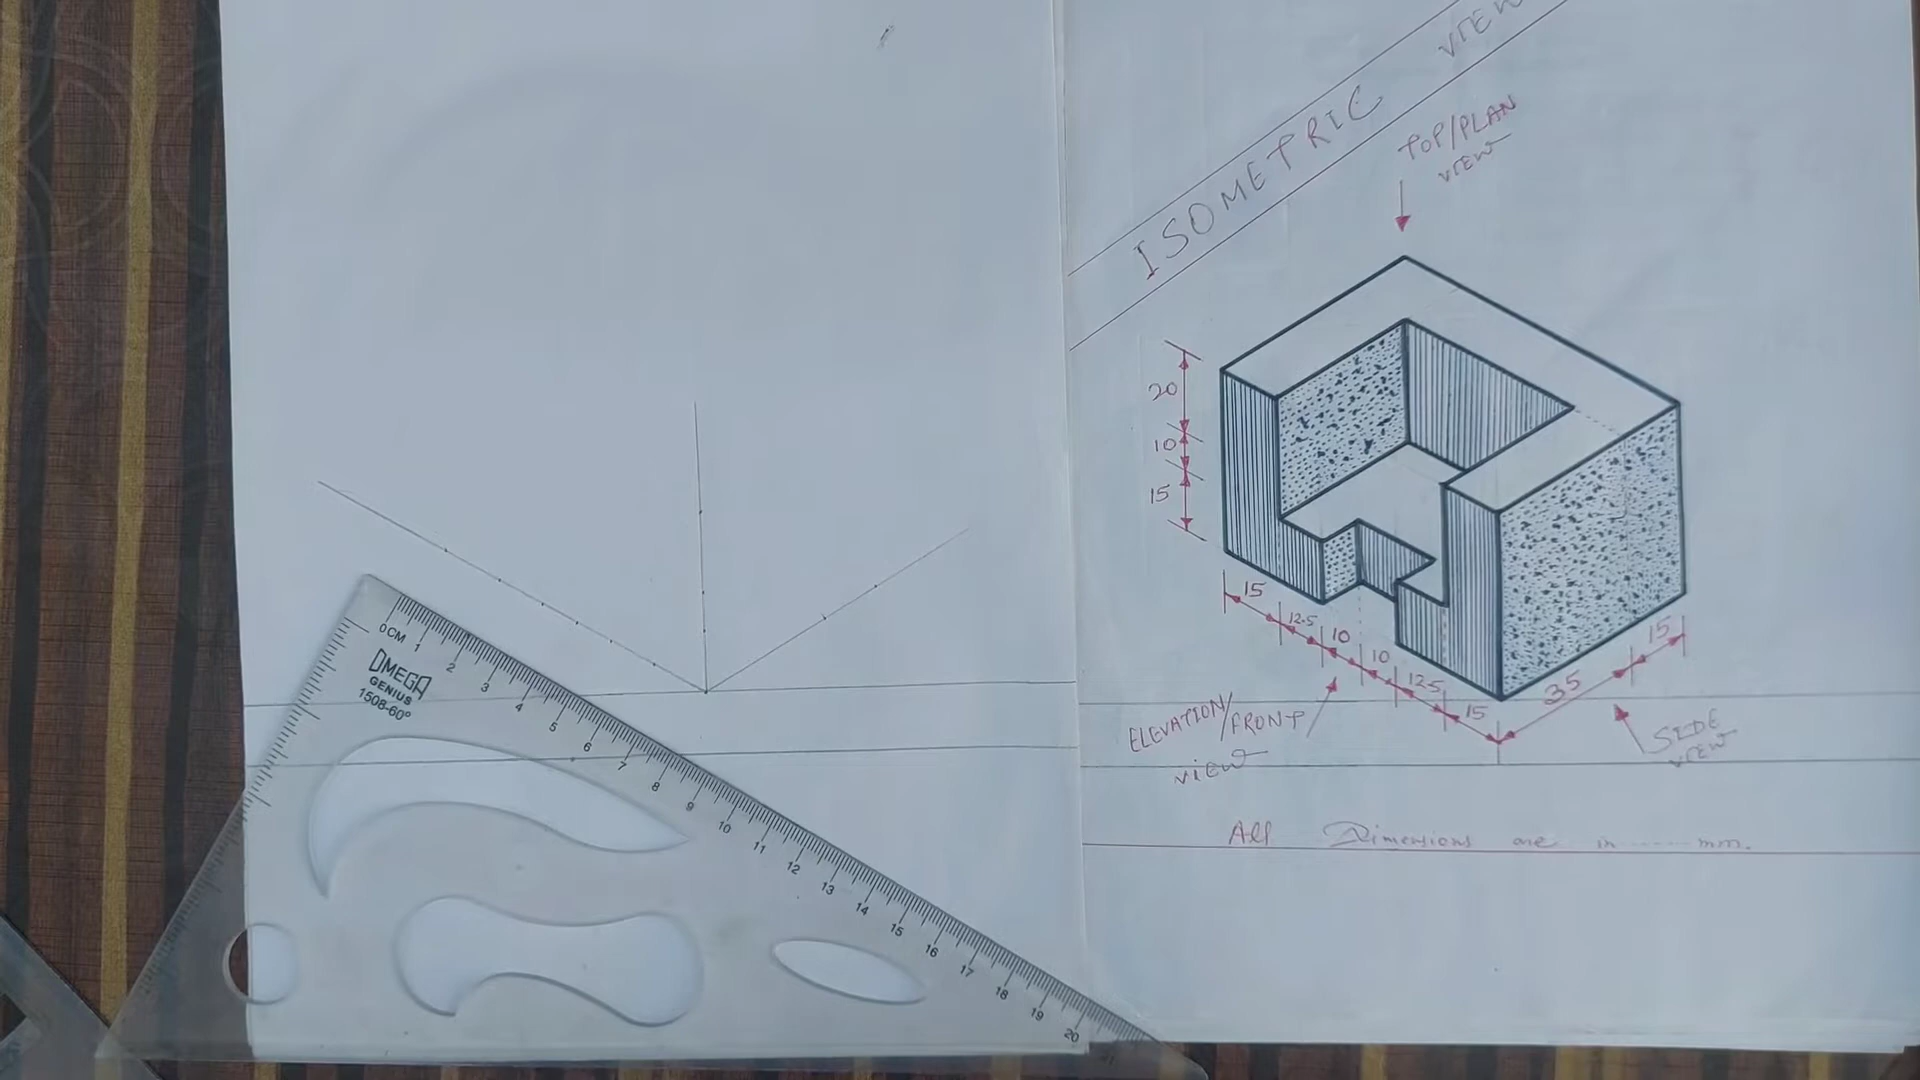 ISOMETRIC VIEW
TOP/PLAN
VIEW
20
10
15
15
12.5
10
10
12.5
15
35
15
ELEVATION/
FRONT
VIEW
SIDE
VIEW
All Dimensions are in ------- mm.
0CM 1 2 3 4 5 6 7 8 9 10 11 12 13 14 15 16 17 18 19 20
OMEGA
GENIUS
1508-60°